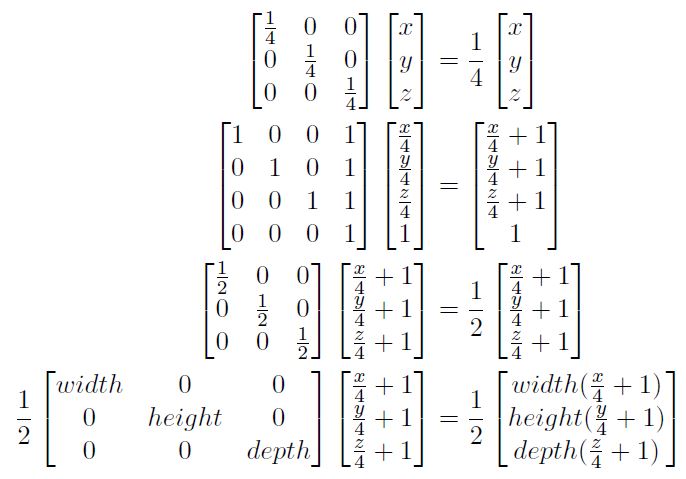 \begin{bmatrix} \frac{1}{4} & 0 & 0 \\ 0 & \frac{1}{4} & 0 \\ 0 & 0 & \frac{1}{4} \end{bmatrix} \begin{bmatrix} x \\ y \\ z \end{bmatrix} = \frac{1}{4} \begin{bmatrix} x \\ y \\ z \end{bmatrix}
\begin{bmatrix} 1 & 0 & 0 & 1 \\ 0 & 1 & 0 & 1 \\ 0 & 0 & 1 & 1 \\ 0 & 0 & 0 & 1 \end{bmatrix} \begin{bmatrix} \frac{x}{4} \\ \frac{y}{4} \\ \frac{z}{4} \\ 1 \end{bmatrix} = \begin{bmatrix} \frac{x}{4} + 1 \\ \frac{y}{4} + 1 \\ \frac{z}{4} + 1 \\ 1 \end{bmatrix}
\begin{bmatrix} \frac{1}{2} & 0 & 0 \\ 0 & \frac{1}{2} & 0 \\ 0 & 0 & \frac{1}{2} \end{bmatrix} \begin{bmatrix} \frac{x}{4} + 1 \\ \frac{y}{4} + 1 \\ \frac{z}{4} + 1 \end{bmatrix} = \frac{1}{2} \begin{bmatrix} \frac{x}{4} + 1 \\ \frac{y}{4} + 1 \\ \frac{z}{4} + 1 \end{bmatrix}
\frac{1}{2} \begin{bmatrix} width & 0 & 0 \\ 0 & height & 0 \\ 0 & 0 & depth \end{bmatrix} \begin{bmatrix} \frac{x}{4} + 1 \\ \frac{y}{4} + 1 \\ \frac{z}{4} + 1 \end{bmatrix} = \frac{1}{2} \begin{bmatrix} width(\frac{x}{4} + 1) \\ height(\frac{y}{4} + 1) \\ depth(\frac{z}{4} + 1) \end{bmatrix}